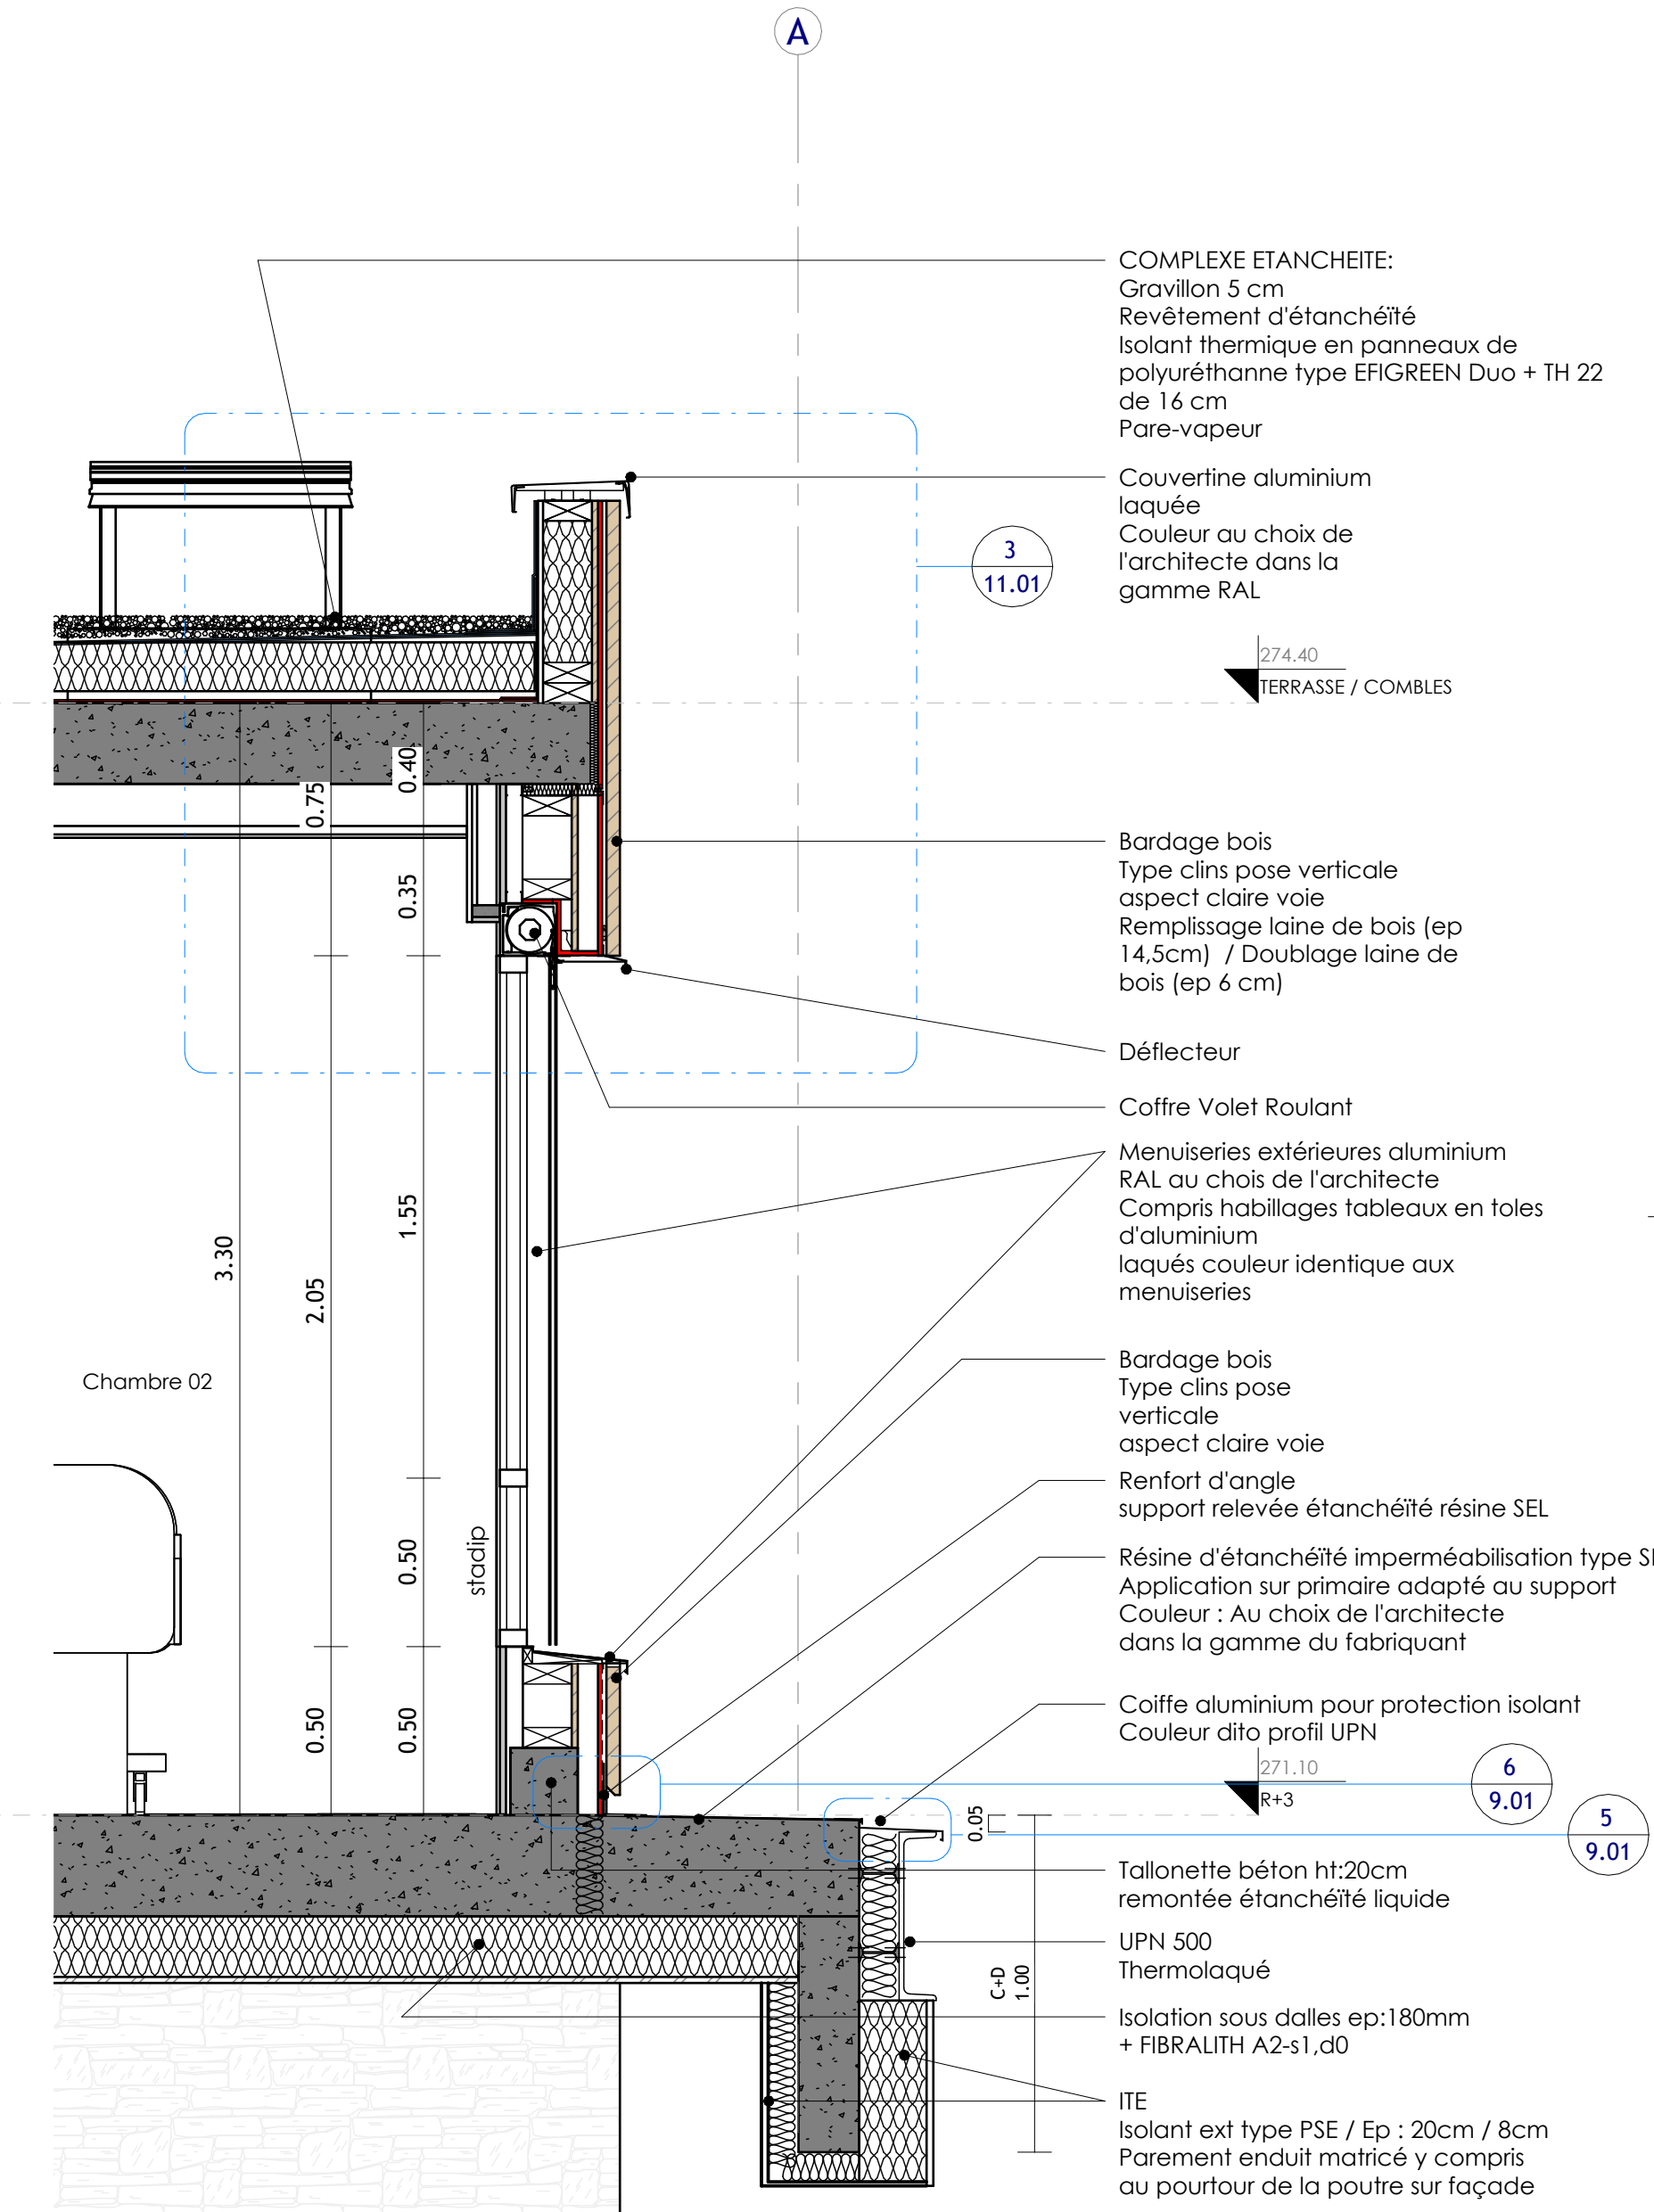 A
COMPLEXE ETANCHEITE:
Gravillon 5 cm
Revêtement d'étanchéïté
Isolant thermique en panneaux de
polyuréthanne type EFIGREEN Duo + TH 22
de 16 cm
Pare-vapeur
Couvertine aluminium
laquée
Couleur au choix de
l'architecte dans la
gamme RAL
3
11.01
274.40
TERRASSE / COMBLES
0.75
0.40
0.35
Bardage bois
Type clins pose verticale
aspect claire voie
Remplissage laine de bois (ep
14,5cm) / Doublage laine de
bois (ep 6 cm)
Déflecteur
Coffre Volet Roulant
Menuiseries extérieures aluminium
RAL au chois de l'architecte
Compris habillages tableaux en toles
d'aluminium
laqués couleur identique aux
menuiseries
3.30
2.05
1.55
Chambre 02
Bardage bois
Type clins pose
verticale
aspect claire voie
Renfort d'angle
support relevée étanchéïté résine SEL
0.50
stadip
Résine d'étanchéïté imperméabilisation type
Application sur primaire adapté au support
Couleur : Au choix de l'architecte
dans la gamme du fabriquant
0.50
0.50
Coiffe aluminium pour protection isolant
Couleur dito profil UPN
271.10
R+3
6
9.01
5
9.01
0.05
Tallonette béton ht:20cm
remontée étanchéïté liquide
UPN 500
Thermolaqué
C+D
1.00
Isolation sous dalles ep:180mm
+ FIBRALITH A2-s1,d0
ITE
Isolant ext type PSE / Ep : 20cm / 8cm
Parement enduit matricé y compris
au pourtour de la poutre sur façade